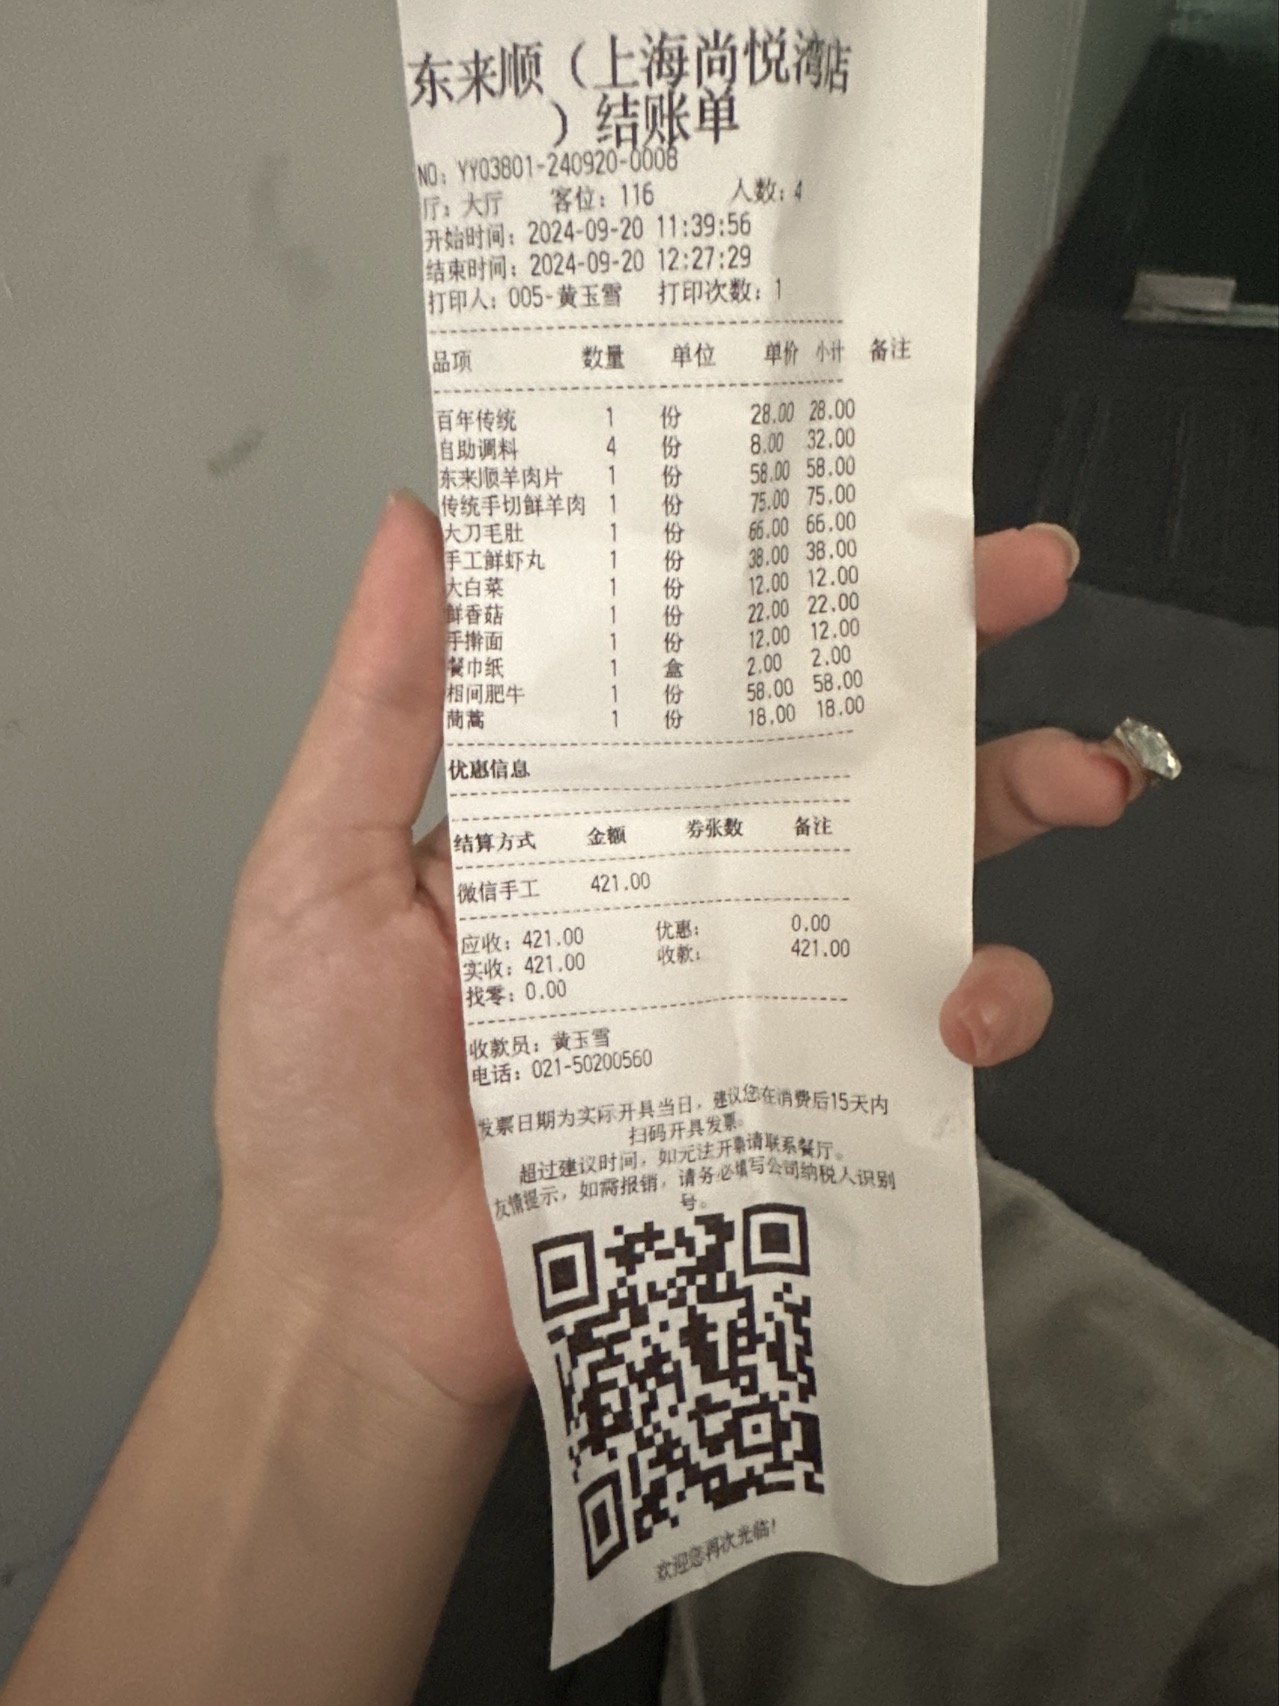 东来顺（上海尚悦湾店
）结账单
NO: YY03801-240920-0008
厅: 大厅 客位: 116 人数: 4
开始时间: 2024-09-20 11:39:56
结束时间: 2024-09-20 12:27:29
打印人: 005-黄玉雪 打印次数: 1
品项 数量 单位 单价 小计 备注
百年传统 1 份 28.00 28.00
自助调料 4 份 8.00 32.00
东来顺羊肉片 1 份 58.00 58.00
传统手切鲜羊肉 1 份 75.00 75.00
大刀毛肚 1 份 66.00 66.00
手工鲜虾丸 1 份 38.00 38.00
大白菜 1 份 12.00 12.00
鲜香菇 1 份 22.00 22.00
手擀面 1 份 12.00 12.00
餐巾纸 1 盒 2.00 2.00
相间肥牛 1 份 58.00 58.00
茼蒿 1 份 18.00 18.00
优惠信息
结算方式 金额 券张数 备注
微信手工 421.00
应收: 421.00 优惠: 0.00
实收: 421.00 收款: 421.00
找零: 0.00
收款员: 黄玉雪
电话: 021-50200560
发票日期为实际开具当日，建议您在消费后15天内
扫码开具发票。
超过建议时间，如无法开票请联系餐厅。
友情提示，如需报销，请务必填写公司纳税人识别
号。
欢迎您再次光临!